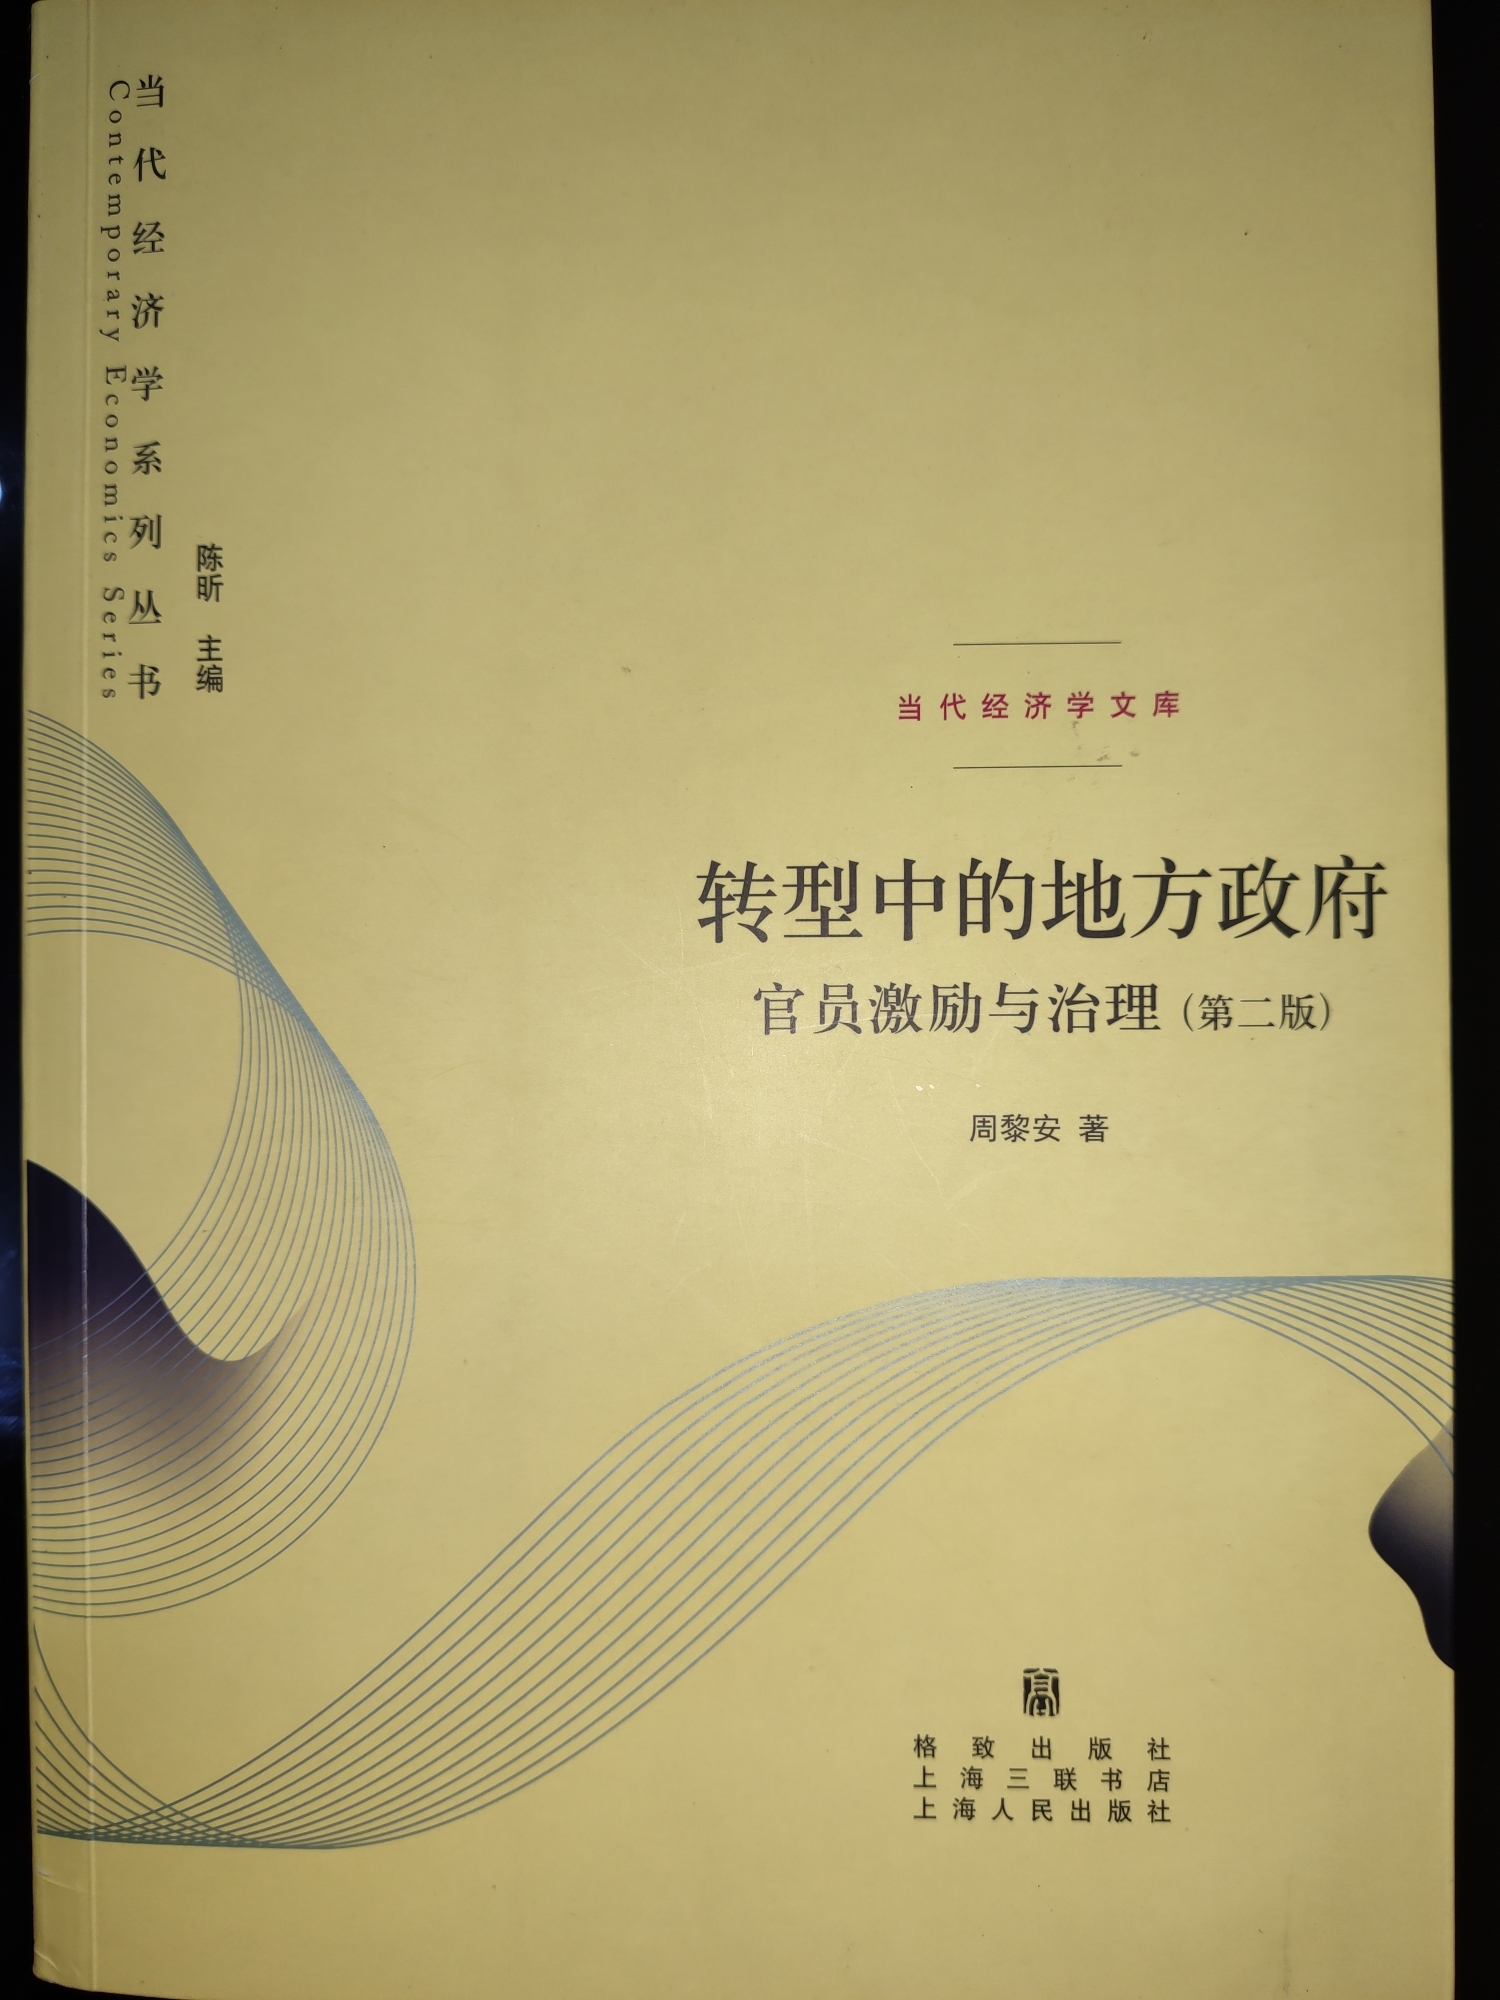 当代经济学系列丛书
Contemporary Economics Series
陈昕 主编
当代经济学文库
转型中的地方政府
官员激励与治理（第二版）
周黎安 著
格致出版社
上海三联书店
上海人民出版社